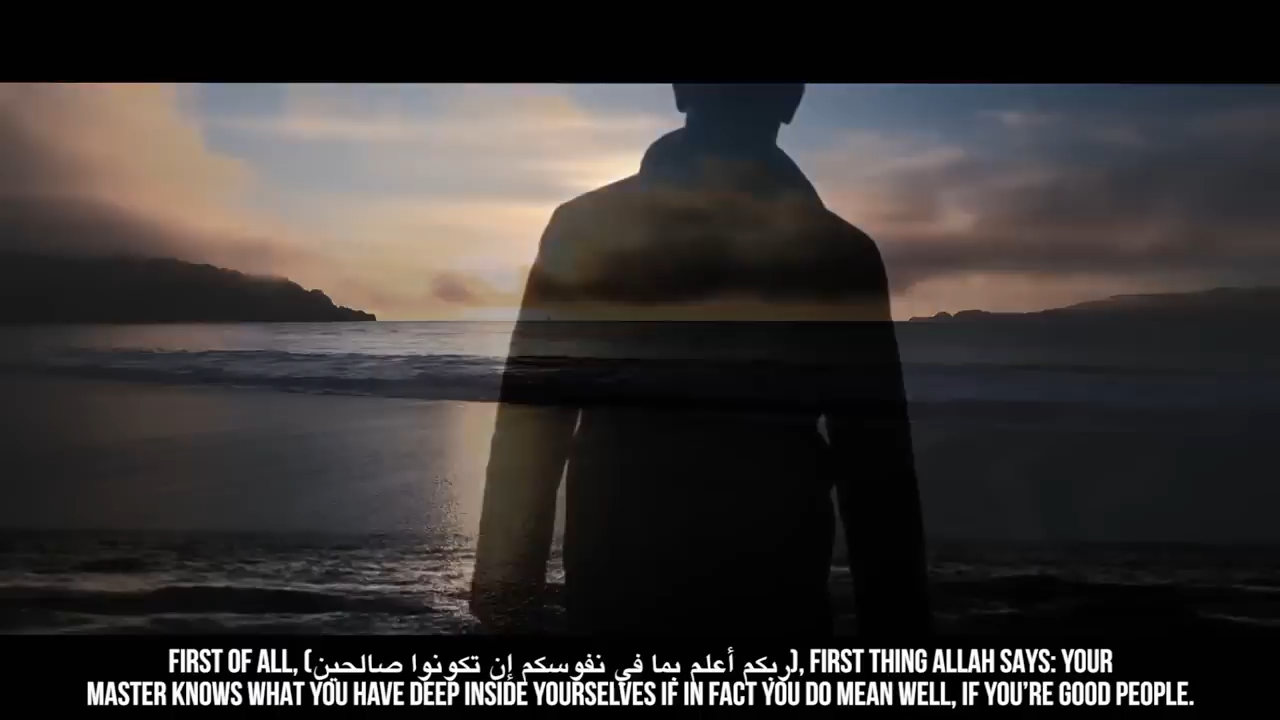 FIRST OF ALL, (ربكم أعلم بما في نفوسكم إن تكونوا صالحين), FIRST THING ALLAH SAYS: YOUR
MASTER KNOWS WHAT YOU HAVE DEEP INSIDE YOURSELVES IF IN FACT YOU DO MEAN WELL, IF YOU’RE GOOD PEOPLE.